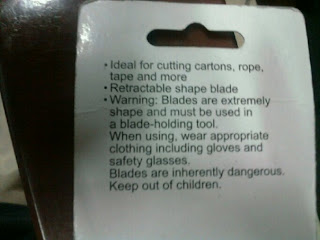 • Ideal for cutting cartons, rope,
tape and more
• Retractable shape blade
• Warning: Blades are extremely
shape and must be used in
a blade-holding tool.
When using, wear appropriate
clothing including gloves and
safety glasses.
Blades are inherently dangerous.
Keep out of children.